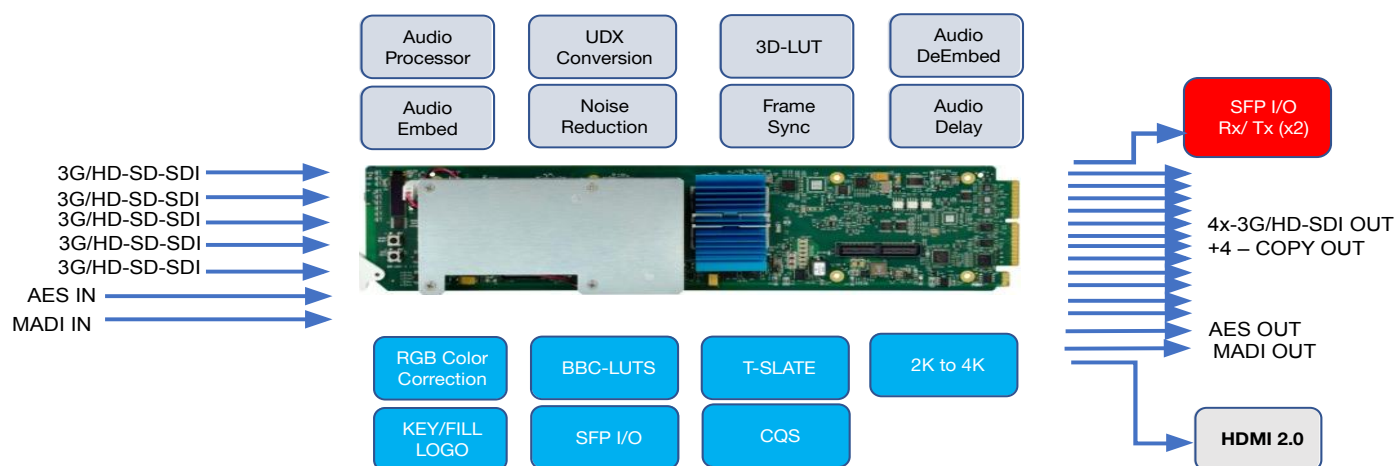 Audio
Processor
UDX
Conversion
3D-LUT
Audio
DeEmbed
Audio
Embed
Noise
Reduction
Frame
Sync
Audio
Delay
SFP I/O
Rx/ Tx (x2)
3G/HD-SD-SDI
3G/HD-SD-SDI
3G/HD-SD-SDI
3G/HD-SD-SDI
3G/HD-SD-SDI
AES IN
MADI IN
4x-3G/HD-SDI OUT
+4 – COPY OUT
AES OUT
MADI OUT
RGB Color
Correction
BBC-LUTS
T-SLATE
2K to 4K
KEY/FILL
LOGO
SFP I/O
CQS
HDMI 2.0